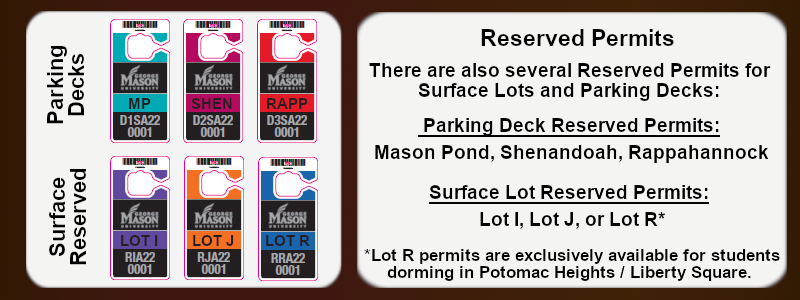 Parking
Decks
GEORGE
MASON
UNIVERSITY
MP
D1SA22
0001
GEORGE
MASON
UNIVERSITY
SHEN
D2SA22
0001
GEORGE
MASON
UNIVERSITY
RAPP
D3SA22
0001
Surface
Reserved
GEORGE
MASON
UNIVERSITY
LOT I
RIA22
0001
GEORGE
MASON
UNIVERSITY
LOT J
RJA22
0001
GEORGE
MASON
UNIVERSITY
LOT R
RRA22
0001
Reserved Permits
There are also several Reserved Permits for
Surface Lots and Parking Decks:
Parking Deck Reserved Permits:
Mason Pond, Shenandoah, Rappahannock
Surface Lot Reserved Permits:
Lot I, Lot J, or Lot R*
*Lot R permits are exclusively available for students
dorming in Potomac Heights / Liberty Square.